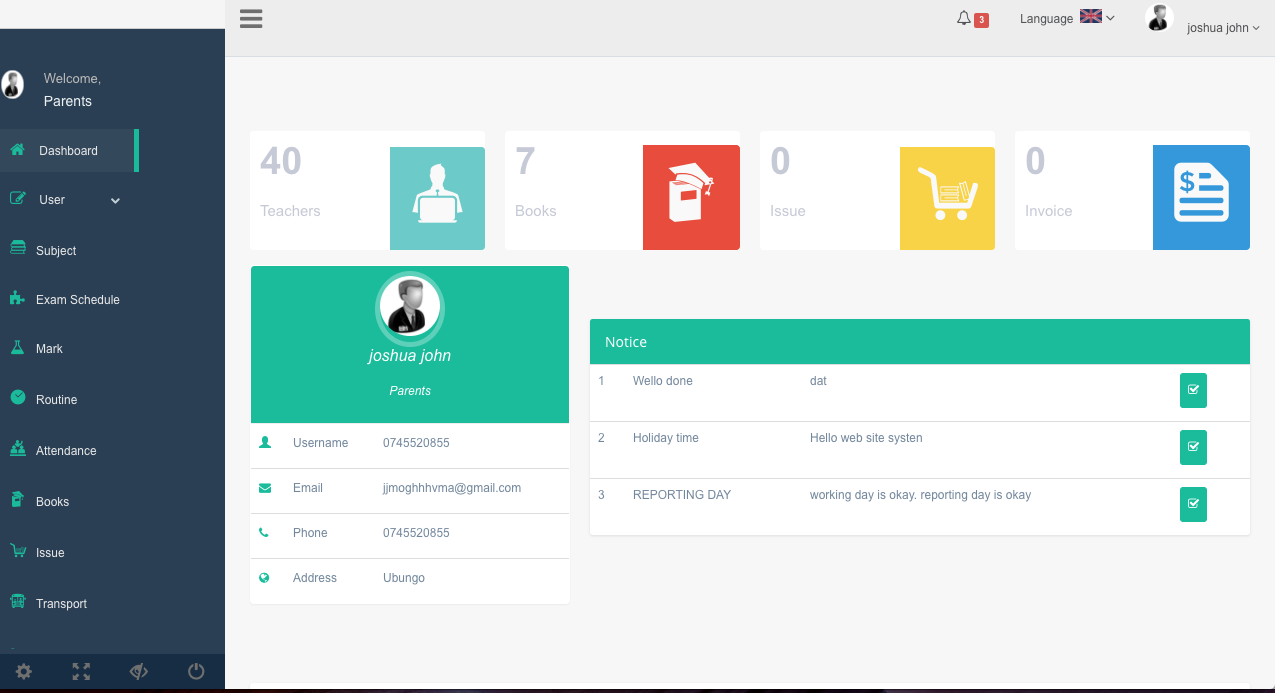 3
Language
joshua john
Welcome,
Parents
Dashboard
User
Subject
Exam Schedule
Mark
Routine
Attendance
Books
Issue
Transport
40
Teachers
7
Books
0
Issue
0
Invoice
$
joshua john
Parents
Username 0745520855
Email jjmoghhhvma@gmail.com
Phone 0745520855
Address Ubungo
Notice
1 Wello done dat
2 Holiday time Hello web site systen
3 REPORTING DAY working day is okay. reporting day is okay